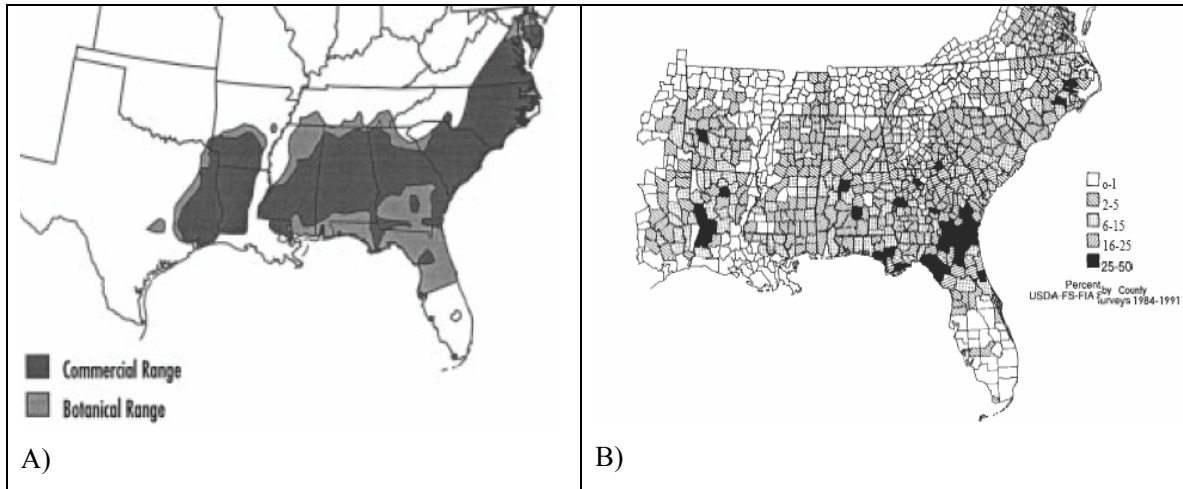 Commercial Range
Botanical Range
A)
o-1
2-5
6-15
16-25
25-50
Percent by County
USDA-FS-FIA Surveys 1984-1991
B)